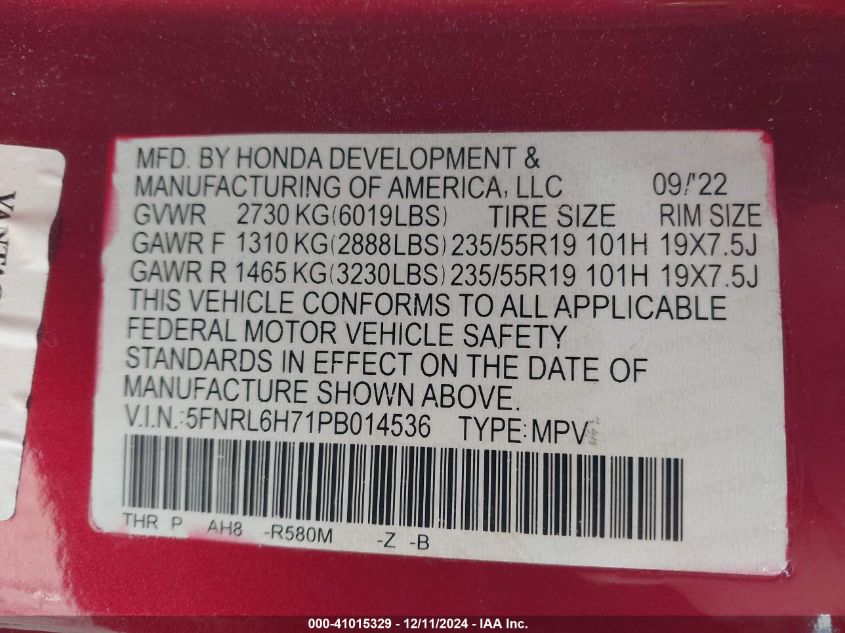 MFD. BY HONDA DEVELOPMENT &
MANUFACTURING OF AMERICA, LLC 09/'22
GVWR 2730 KG(6019LBS) TIRE SIZE RIM SIZE
GAWR F 1310 KG(2888LBS) 235/55R19 101H 19X7.5J
GAWR R 1465 KG(3230LBS) 235/55R19 101H 19X7.5J
THIS VEHICLE CONFORMS TO ALL APPLICABLE
FEDERAL MOTOR VEHICLE SAFETY
STANDARDS IN EFFECT ON THE DATE OF
MANUFACTURE SHOWN ABOVE.
V.I.N.:5FNRL6H71PB014536 TYPE:MPV
THR P AH8 -R580M -Z -B
000-41015329 - 12/11/2024 - IAA Inc.